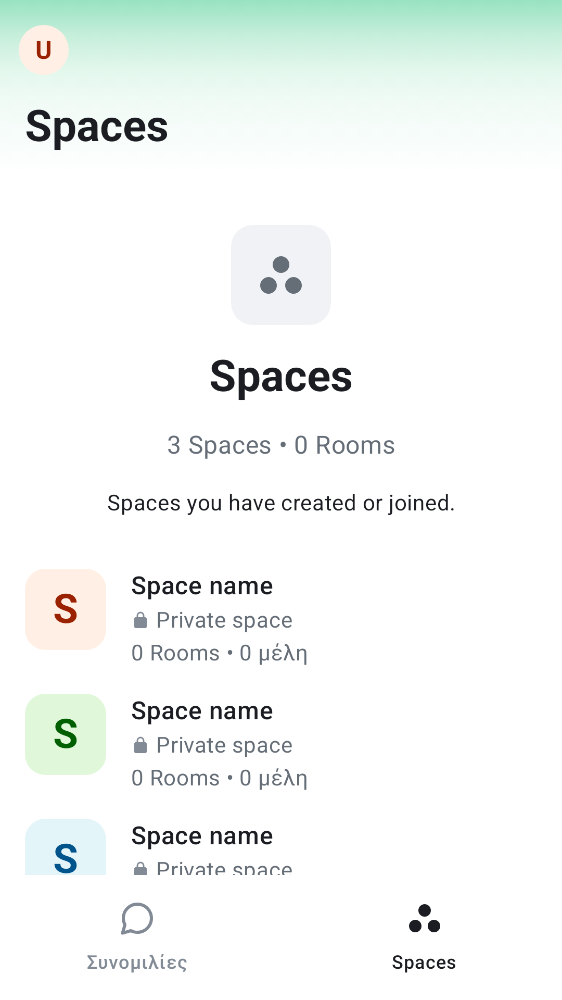 U
Spaces
Spaces
3 Spaces • 0 Rooms
Spaces you have created or joined.
S
Space name
Private space
0 Rooms • 0 μέλη
S
Space name
Private space
0 Rooms • 0 μέλη
S
Space name
Private space
Συνομιλίες
Spaces